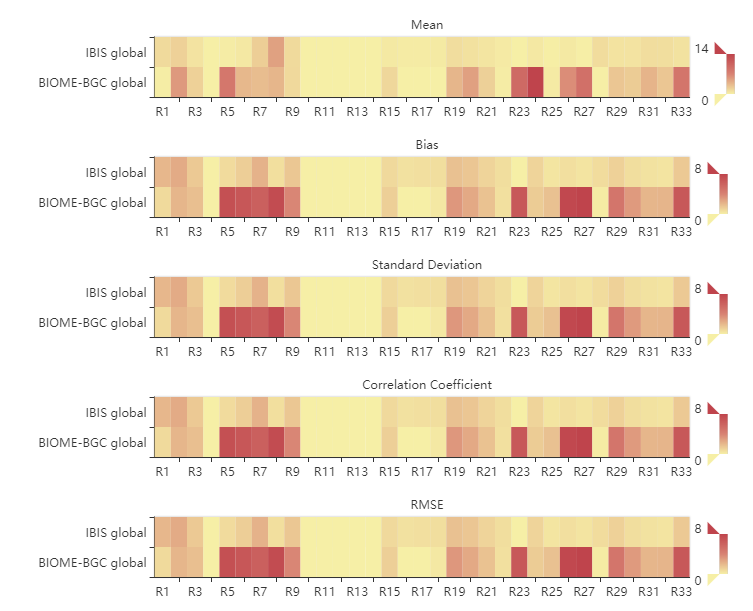 Mean
IBIS global
BIOME-BGC global
14
0
R1 R3 R5 R7 R9 R11 R13 R15 R17 R19 R21 R23 R25 R27 R29 R31 R33
Bias
IBIS global
BIOME-BGC global
8
0
R1 R3 R5 R7 R9 R11 R13 R15 R17 R19 R21 R23 R25 R27 R29 R31 R33
Standard Deviation
IBIS global
BIOME-BGC global
8
0
R1 R3 R5 R7 R9 R11 R13 R15 R17 R19 R21 R23 R25 R27 R29 R31 R33
Correlation Coefficient
IBIS global
BIOME-BGC global
8
0
R1 R3 R5 R7 R9 R11 R13 R15 R17 R19 R21 R23 R25 R27 R29 R31 R33
RMSE
IBIS global
BIOME-BGC global
8
0
R1 R3 R5 R7 R9 R11 R13 R15 R17 R19 R21 R23 R25 R27 R29 R31 R33